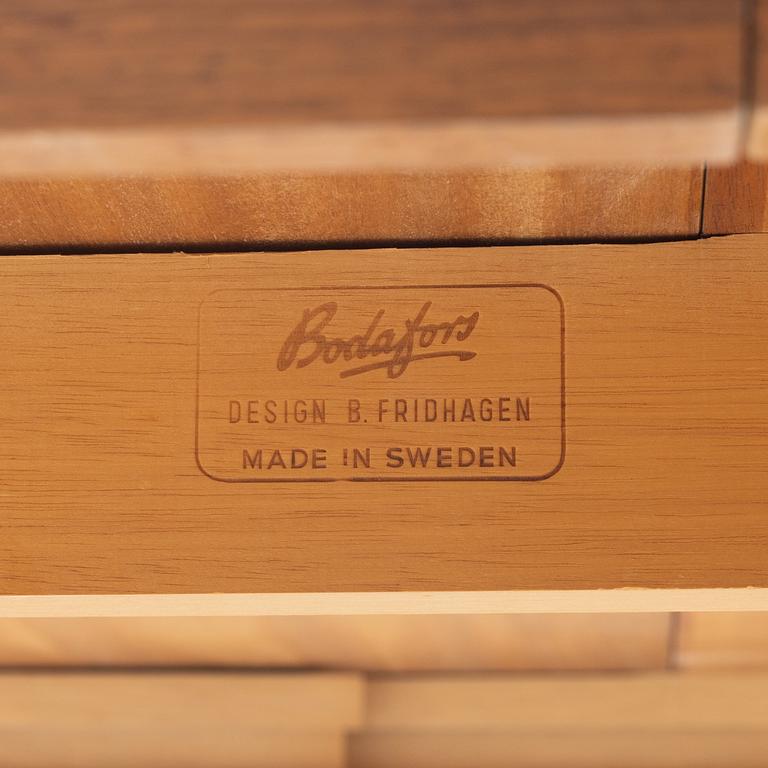 Bodafors
DESIGN B. FRIDHAGEN
MADE IN SWEDEN